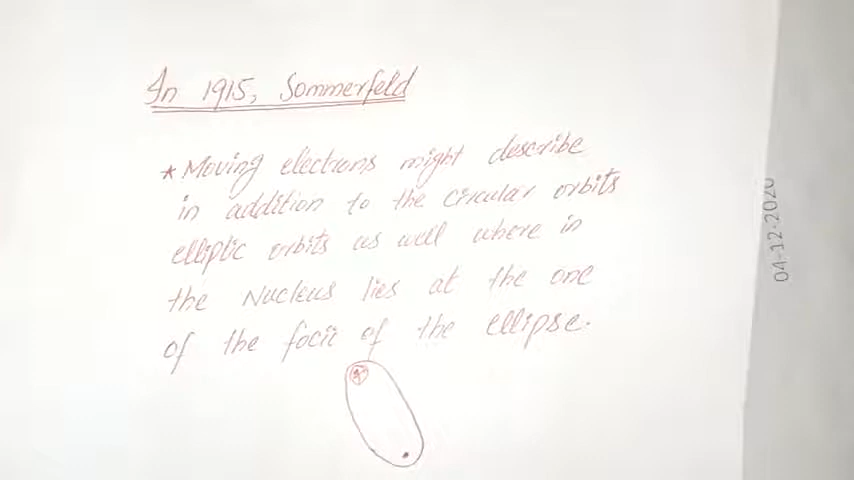 In 1915, Sommerfeld
* Moving electrons might describe
in addition to the circular orbits
elliptic orbits as well where in
the Nucleus lies at the one
of the focii of the ellipse.
04-12-2020